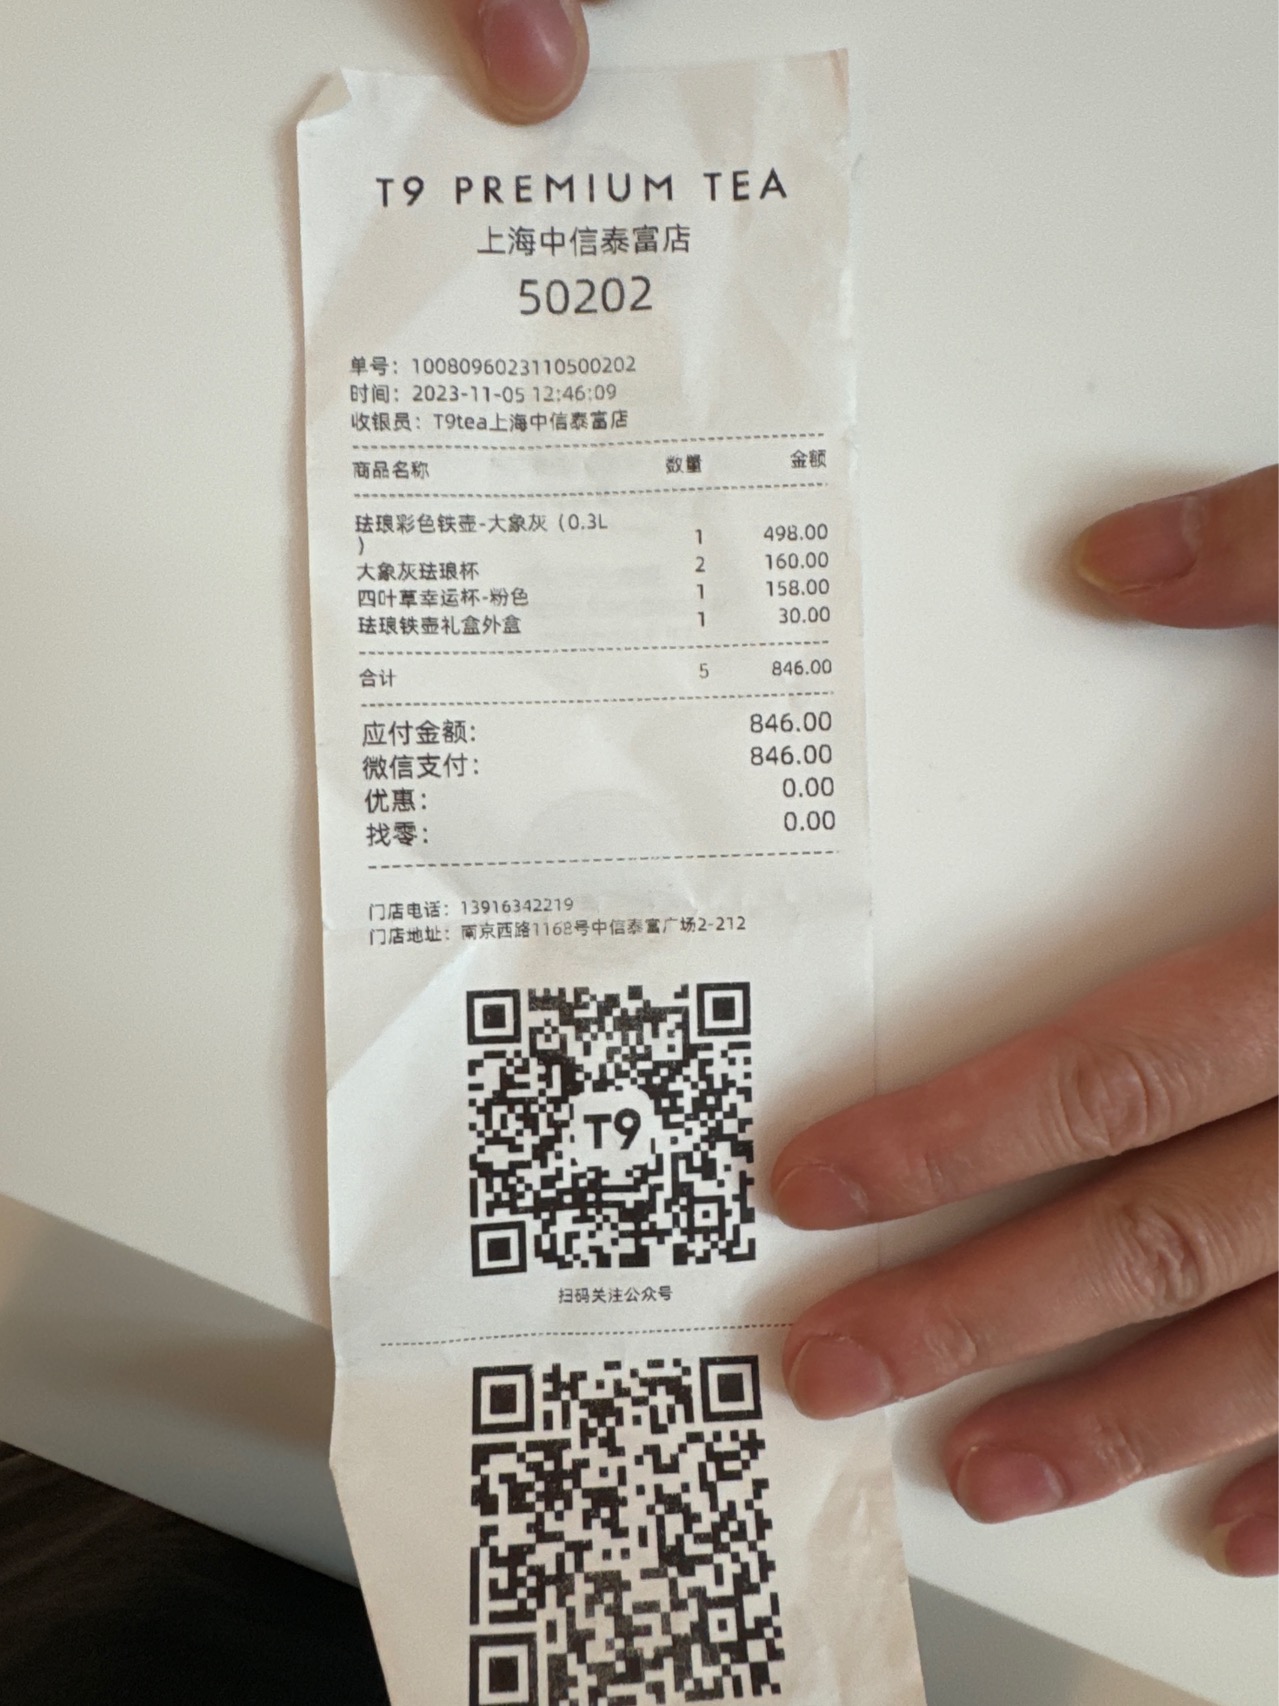 T9 PREMIUM TEA
上海中信泰富店
50202
单号：1008096023110500202
时间：2023-11-05 12:46:09
收银员：T9tea上海中信泰富店
商品名称 数量 金额
珐琅彩色铁壶-大象灰（0.3L
） 1 498.00
大象灰珐琅杯 2 160.00
四叶草幸运杯-粉色 1 158.00
珐琅铁壶礼盒外盒 1 30.00
合计 5 846.00
应付金额： 846.00
微信支付： 846.00
优惠： 0.00
找零： 0.00
门店电话：13916342219
门店地址：南京西路1168号中信泰富广场2-212
T9
扫码关注公众号